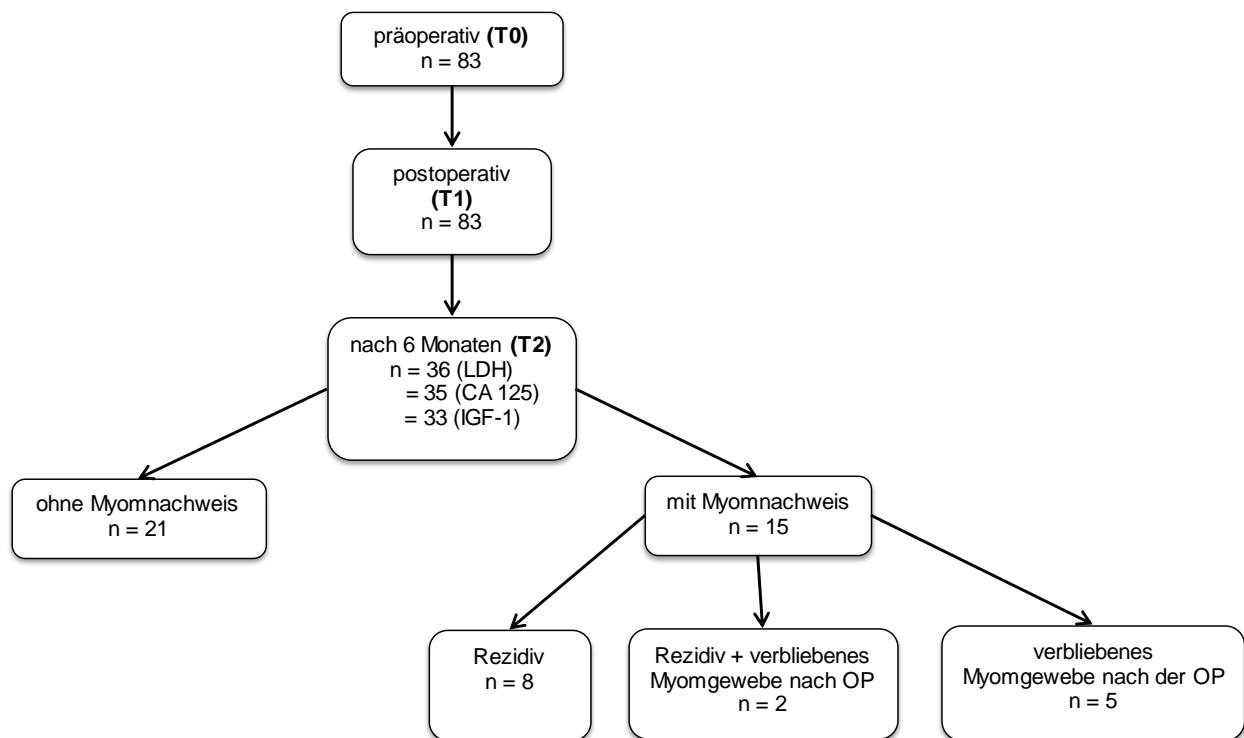 präoperativ (T0)
n = 83
postoperativ
(T1)
n = 83
nach 6 Monaten (T2)
n = 36 (LDH)
= 35 (CA 125)
= 33 (IGF-1)
ohne Myomnachweis
n = 21
mit Myomnachweis
n = 15
Rezidiv
n = 8
Rezidiv + verbliebenes
Myomgewebe nach OP
n = 2
verbliebenes
Myomgewebe nach der OP
n = 5